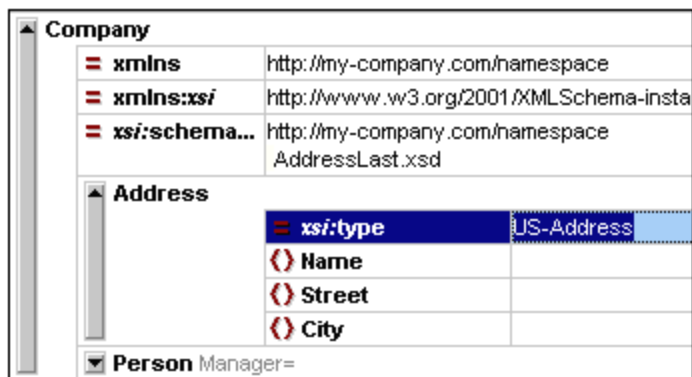 Company
= xmlns http://my-company.com/namespace
= xmlns:xsi http://www.w3.org/2001/XMLSchema-insta
= xsi:schema... http://my-company.com/namespace
AddressLast.xsd
Address
= xsi:type US-Address
{} Name
{} Street
{} City
Person Manager=